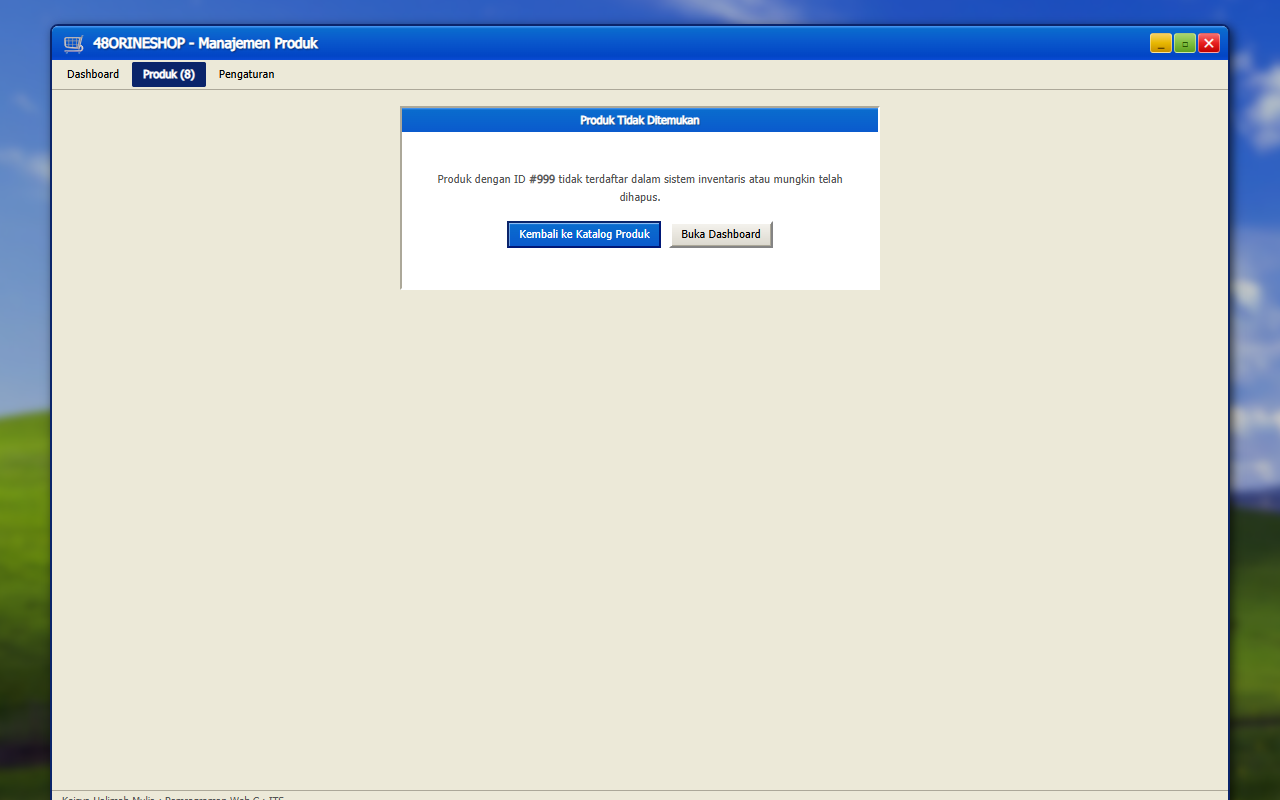 48ORINESHOP - Manajemen Produk
Dashboard Produk (8) Pengaturan
Produk Tidak Ditemukan
Produk dengan ID #999 tidak terdaftar dalam sistem inventaris atau mungkin telah
dihapus.
Kembali ke Katalog Produk Buka Dashboard